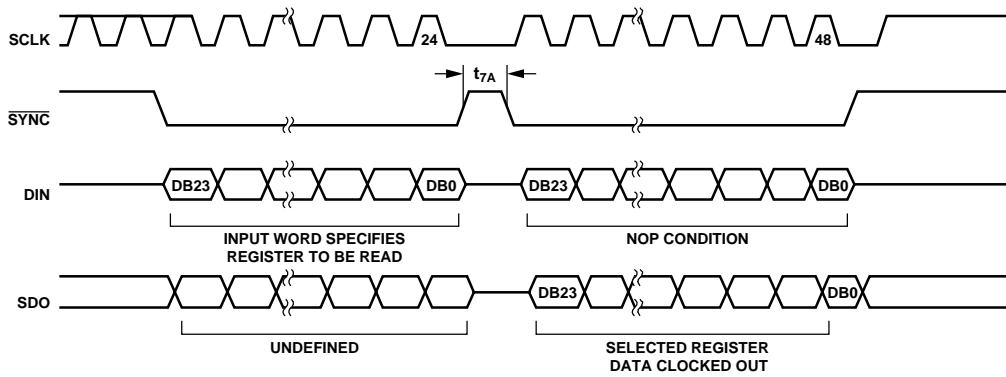 SCLK
24
48
t7A
SYNC
DIN
DB23
DB0
DB23
DB0
INPUT WORD SPECIFIES
REGISTER TO BE READ
NOP CONDITION
SDO
DB23
DB0
UNDEFINED
SELECTED REGISTER
DATA CLOCKED OUT